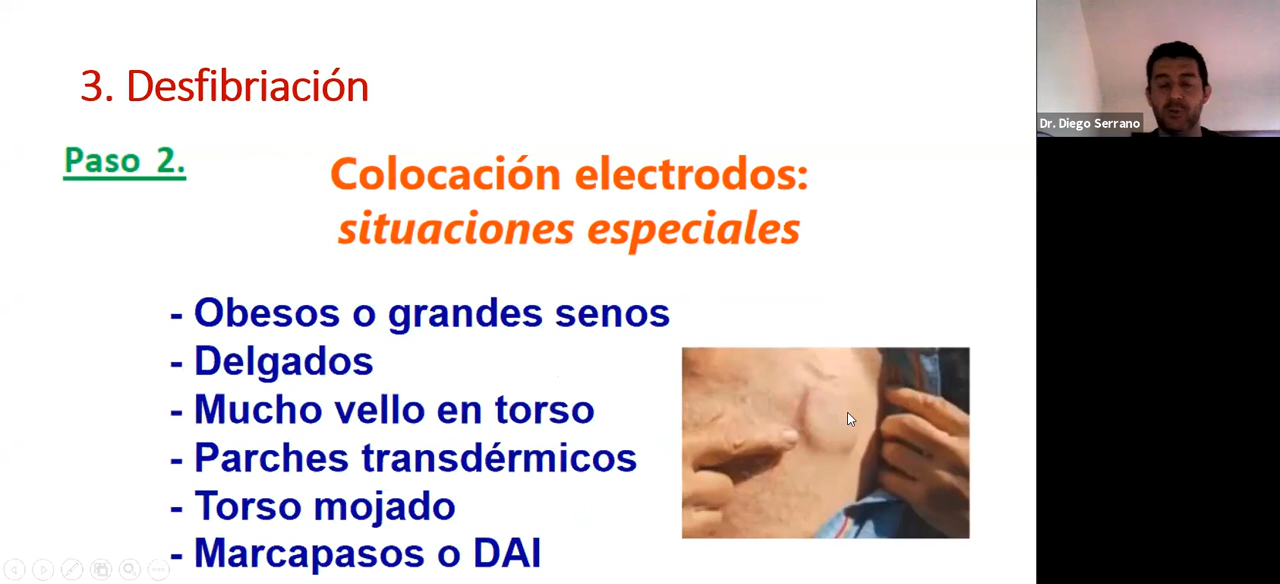 3. Desfibriación
Paso 2.
Colocación electrodos:
situaciones especiales
- Obesos o grandes senos
- Delgados
- Mucho vello en torso
- Parches transdérmicos
- Torso mojado
- Marcapasos o DAI
Dr. Diego Serrano